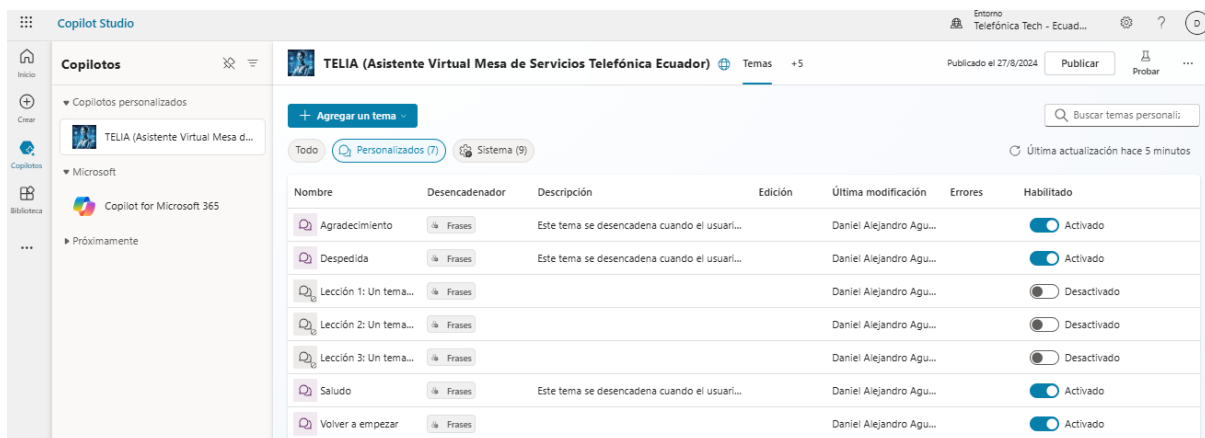 Copilot Studio
Entorno
Telefónica Tech - Ecuad...
?
D
Inicio
Crear
Copilotos
Biblioteca
...
Copilotos
Copilotos personalizados
TELIA (Asistente Virtual Mesa d...
Microsoft
Copilot for Microsoft 365
Próximamente
TELIA (Asistente Virtual Mesa de Servicios Telefónica Ecuador) Temas +5
Publicado el 27/8/2024 Publicar Probar ...
+ Agregar un tema
Buscar temas personali
Todo Personalizados (7) Sistema (9)
Última actualización hace 5 minutos
Nombre Desencadenador Descripción Edición Última modificación Errores Habilitado
Agradecimiento Frases Este tema se desencadena cuando el usuari... Daniel Alejandro Agu... Activado
Despedida Frases Este tema se desencadena cuando el usuari... Daniel Alejandro Agu... Activado
Lección 1: Un tema... Frases Daniel Alejandro Agu... Desactivado
Lección 2: Un tema... Frases Daniel Alejandro Agu... Desactivado
Lección 3: Un tema... Frases Daniel Alejandro Agu... Desactivado
Saludo Frases Este tema se desencadena cuando el usuari... Daniel Alejandro Agu... Activado
Volver a empezar Frases Daniel Alejandro Agu... Activado